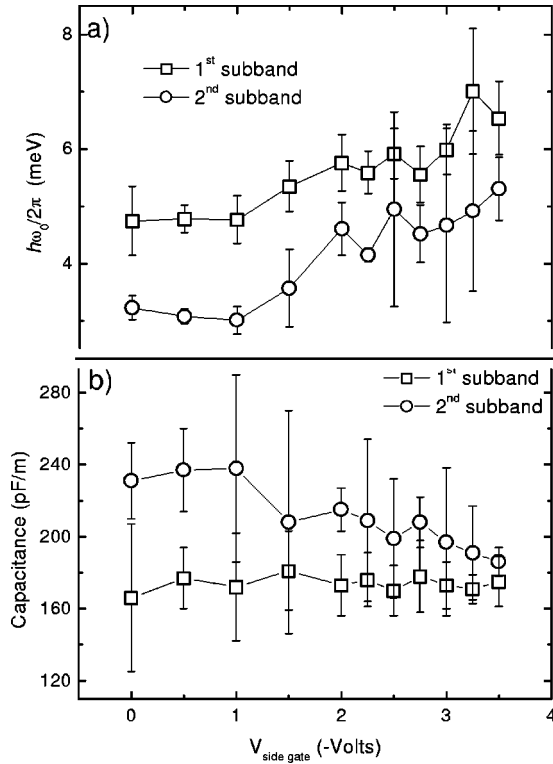 a)
1st subband
2nd subband
8
6
4
ħω0/2π (meV)
b)
1st subband
2nd subband
280
240
200
160
120
Capacitance (pF/m)
0 1 2 3 4
Vside gate (-Volts)